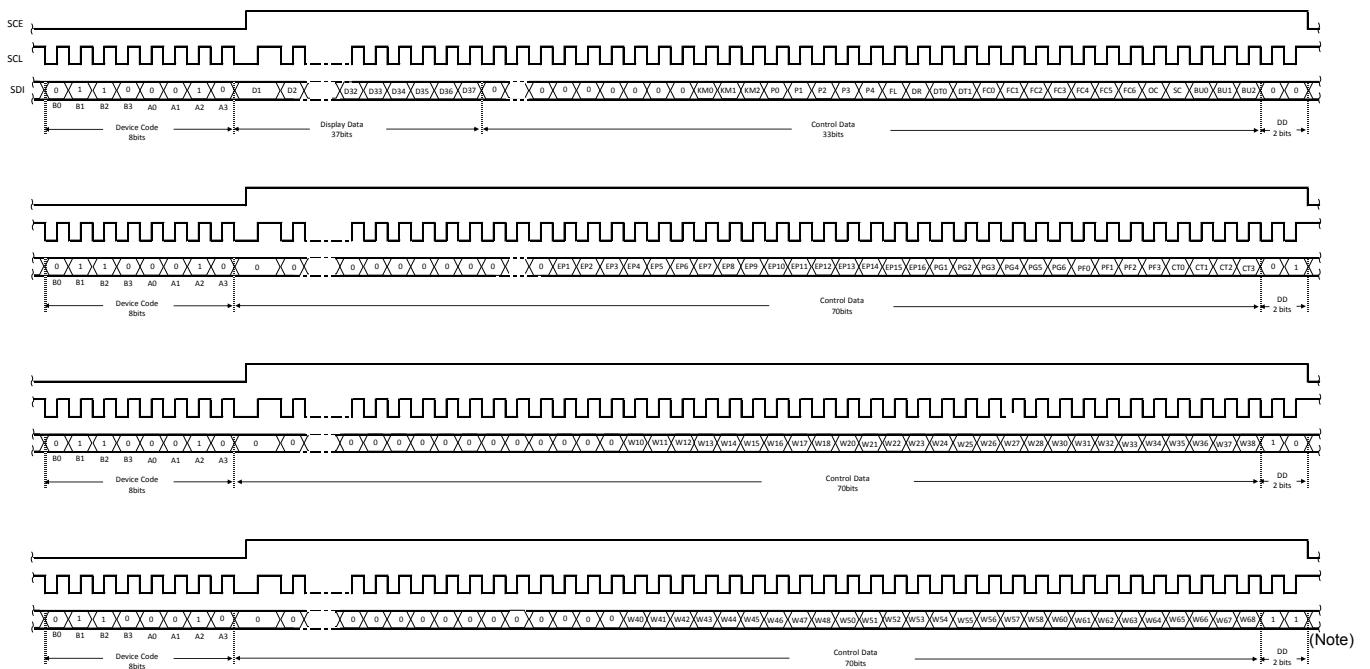 SCE
SCL
SDI 0 1 1 0 0 0 1 0 D1 D2 D32 D33 D34 D35 D36 D37 0 0 0 0 0 0 0 0 KM0 KM1 KM2 P0 P1 P2 P3 P4 FL DR DT0 DT1 FC0 FC1 FC2 FC3 FC4 FC5 FC6 OC SC BU0 BU1 BU2 0 0
B0 B1 B2 B3 A0 A1 A2 A3
Device Code
8bits
Display Data
37bits
Control Data
33bits
DD
2 bits
0 1 1 0 0 0 1 0 0 0 0 0 0 0 0 0 0 0 0 EP1 EP2 EP3 EP4 EP5 EP6 EP7 EP8 EP9 EP10 EP11 EP12 EP13 EP14 EP15 EP16 PG1 PG2 PG3 PG4 PG5 PG6 PF0 PF1 PF2 PF3 CT0 CT1 CT2 CT3 0 1
B0 B1 B2 B3 A0 A1 A2 A3
Device Code
8bits
Control Data
70bits
DD
2 bits
0 1 1 0 0 0 1 0 0 0 0 0 0 0 0 0 0 0 0 0 0 0 W10 W11 W12 W13 W14 W15 W16 W17 W18 W20 W21 W22 W23 W24 W25 W26 W27 W28 W30 W31 W32 W33 W34 W35 W36 W37 W38 1 0
B0 B1 B2 B3 A0 A1 A2 A3
Device Code
8bits
Control Data
70bits
DD
2 bits
0 1 1 0 0 0 1 0 0 0 0 0 0 0 0 0 0 0 0 0 0 0 W40 W41 W42 W43 W44 W45 W46 W47 W48 W50 W51 W52 W53 W54 W55 W56 W57 W58 W60 W61 W62 W63 W64 W65 W66 W67 W68 1 1
(Note)
B0 B1 B2 B3 A0 A1 A2 A3
Device Code
8bits
Control Data
70bits
DD
2 bits